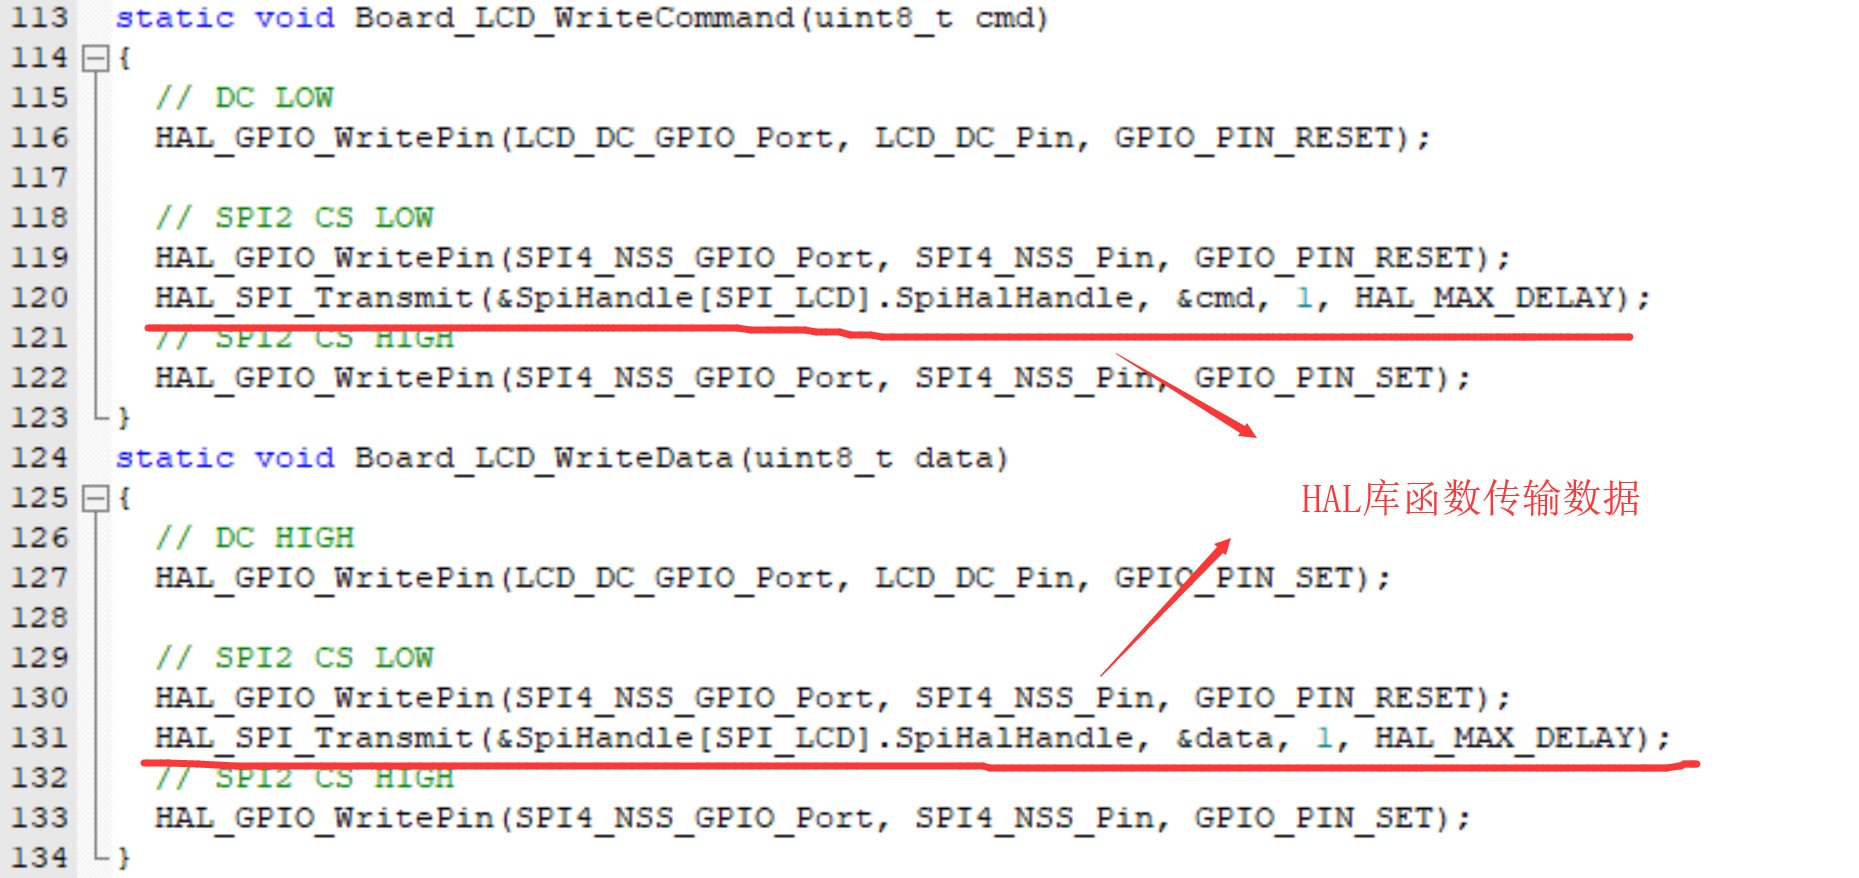 113 static void Board_LCD_WriteCommand(uint8_t cmd)
114 {
115 // DC LOW
116 HAL_GPIO_WritePin(LCD_DC_GPIO_Port, LCD_DC_Pin, GPIO_PIN_RESET);
117
118 // SPI2 CS LOW
119 HAL_GPIO_WritePin(SPI4_NSS_GPIO_Port, SPI4_NSS_Pin, GPIO_PIN_RESET);
120 HAL_SPI_Transmit(&SpiHandle[SPI_LCD].SpiHalHandle, &cmd, 1, HAL_MAX_DELAY);
121 // SPI2 CS HIGH
122 HAL_GPIO_WritePin(SPI4_NSS_GPIO_Port, SPI4_NSS_Pin, GPIO_PIN_SET);
123 }
124 static void Board_LCD_WriteData(uint8_t data)
125 {
HAL库函数传输数据
126 // DC HIGH
127 HAL_GPIO_WritePin(LCD_DC_GPIO_Port, LCD_DC_Pin, GPIO_PIN_SET);
128
129 // SPI2 CS LOW
130 HAL_GPIO_WritePin(SPI4_NSS_GPIO_Port, SPI4_NSS_Pin, GPIO_PIN_RESET);
131 HAL_SPI_Transmit(&SpiHandle[SPI_LCD].SpiHalHandle, &data, 1, HAL_MAX_DELAY);
132 // SPI2 CS HIGH
133 HAL_GPIO_WritePin(SPI4_NSS_GPIO_Port, SPI4_NSS_Pin, GPIO_PIN_SET);
134 }